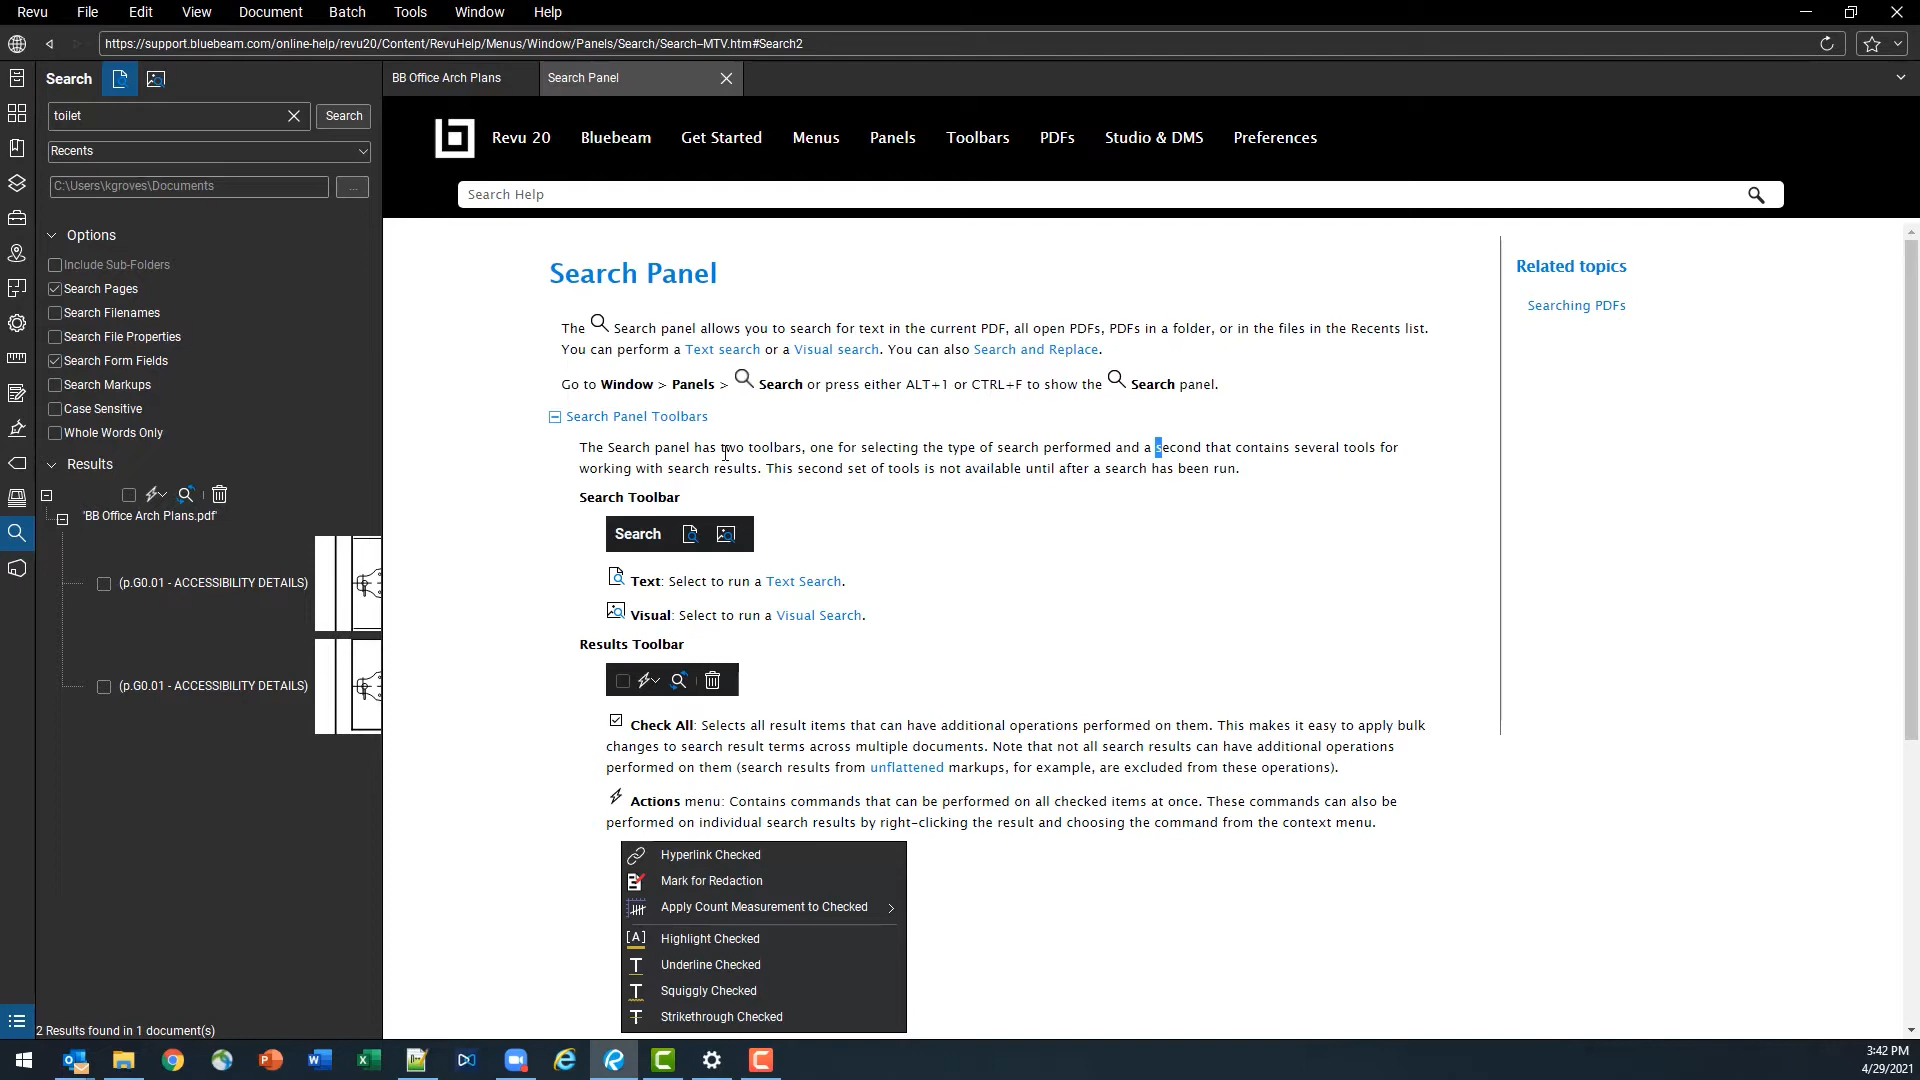 Revu File Edit View Document Batch Tools Window Help
https://support.bluebeam.com/online-help/revu20/Content/RevuHelp/Menus/Window/Panels/Search/Search--MTV.htm#Search2
Search
toilet
Search
Recents
C:\Users\kgroves\Documents
...
Options
Include Sub-Folders
Search Pages
Search Filenames
Search File Properties
Search Form Fields
Search Markups
Case Sensitive
Whole Words Only
Results
'BB Office Arch Plans.pdf'
(p.G0.01 - ACCESSIBILITY DETAILS)
(p.G0.01 - ACCESSIBILITY DETAILS)
2 Results found in 1 document(s)
BB Office Arch Plans Search Panel
Revu 20 Bluebeam Get Started Menus Panels Toolbars PDFs Studio & DMS Preferences
Search Help
Search Panel
The Search panel allows you to search for text in the current PDF, all open PDFs, PDFs in a folder, or in the files in the Recents list.
You can perform a Text search or a Visual search. You can also Search and Replace.
Go to Window > Panels > Search or press either ALT+1 or CTRL+F to show the Search panel.
Search Panel Toolbars
The Search panel has two toolbars, one for selecting the type of search performed and a second that contains several tools for
working with search results. This second set of tools is not available until after a search has been run.
Search Toolbar
Search
Text: Select to run a Text Search.
Visual: Select to run a Visual Search.
Results Toolbar
Check All: Selects all result items that can have additional operations performed on them. This makes it easy to apply bulk
changes to search result terms across multiple documents. Note that not all search results can have additional operations
performed on them (search results from unflattened markups, for example, are excluded from these operations).
Actions menu: Contains commands that can be performed on all checked items at once. These commands can also be
performed on individual search results by right-clicking the result and choosing the command from the context menu.
Hyperlink Checked
Mark for Redaction
Apply Count Measurement to Checked
Highlight Checked
Underline Checked
Squiggly Checked
Strikethrough Checked
Related topics
Searching PDFs
3:42 PM
4/29/2021